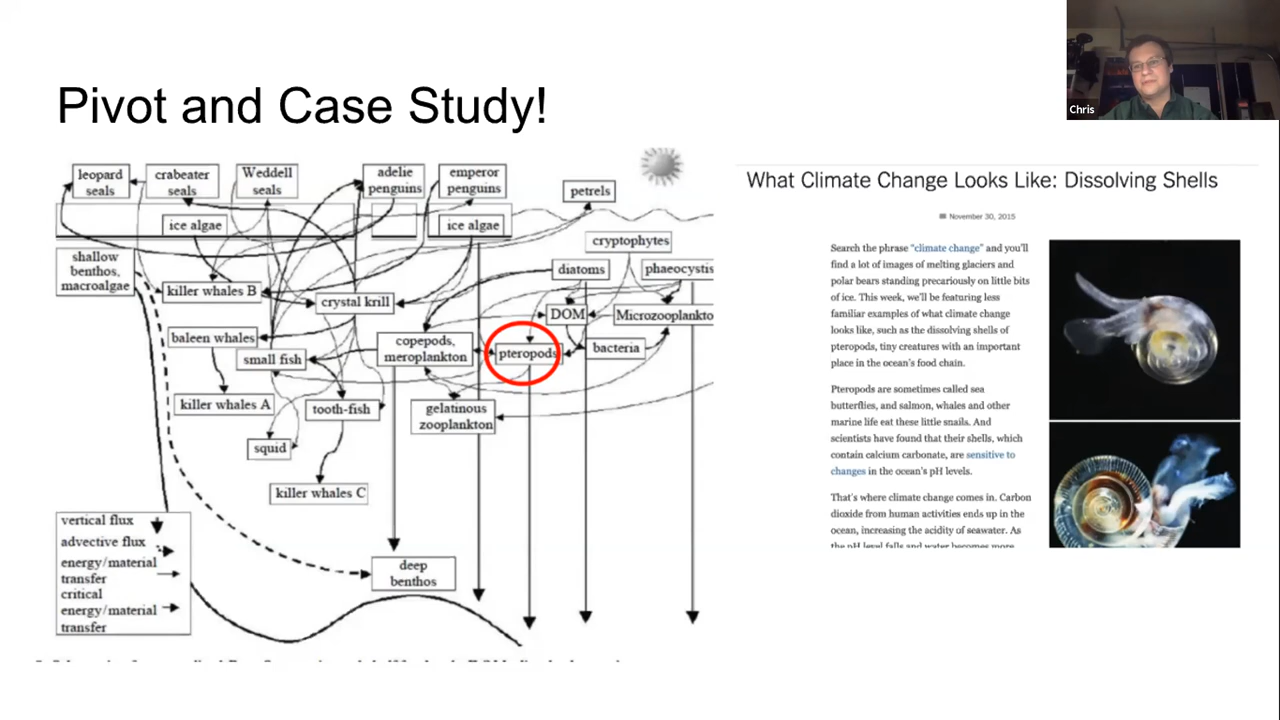 Pivot and Case Study!
Chris
leopard
seals
crabeater
seals
Weddell
seals
adelie
penguins
emperor
penguins
petrels
ice algae
ice algae
cryptophytes
shallow
benthos,
macroalgae
diatoms
phaeocystis
killer whales B
crystal krill
DOM
Microzooplankto
baleen whales
small fish
copepods,
meroplankton
pteropods
bacteria
killer whales A
tooth-fish
gelatinous
zooplankton
squid
killer whales C
vertical flux
advective flux
energy/material
transfer
critical
energy/material
transfer
deep
benthos
What Climate Change Looks Like: Dissolving Shells
November 30, 2015
Search the phrase "climate change" and you'll
find a lot of images of melting glaciers and
polar bears standing precariously on little bits
of ice. This week, we'll be featuring less
familiar examples of what climate change
looks like, such as the dissolving shells of
pteropods, tiny creatures with an important
place in the ocean's food chain.
Pteropods are sometimes called sea
butterflies, and salmon, whales and other
marine life eat these little snails. And
scientists have found that their shells, which
contain calcium carbonate, are sensitive to
changes in the ocean's pH levels.
That's where climate change comes in. Carbon
dioxide from human activities ends up in the
ocean, increasing the acidity of seawater. As
the pH level falls and water becomes more